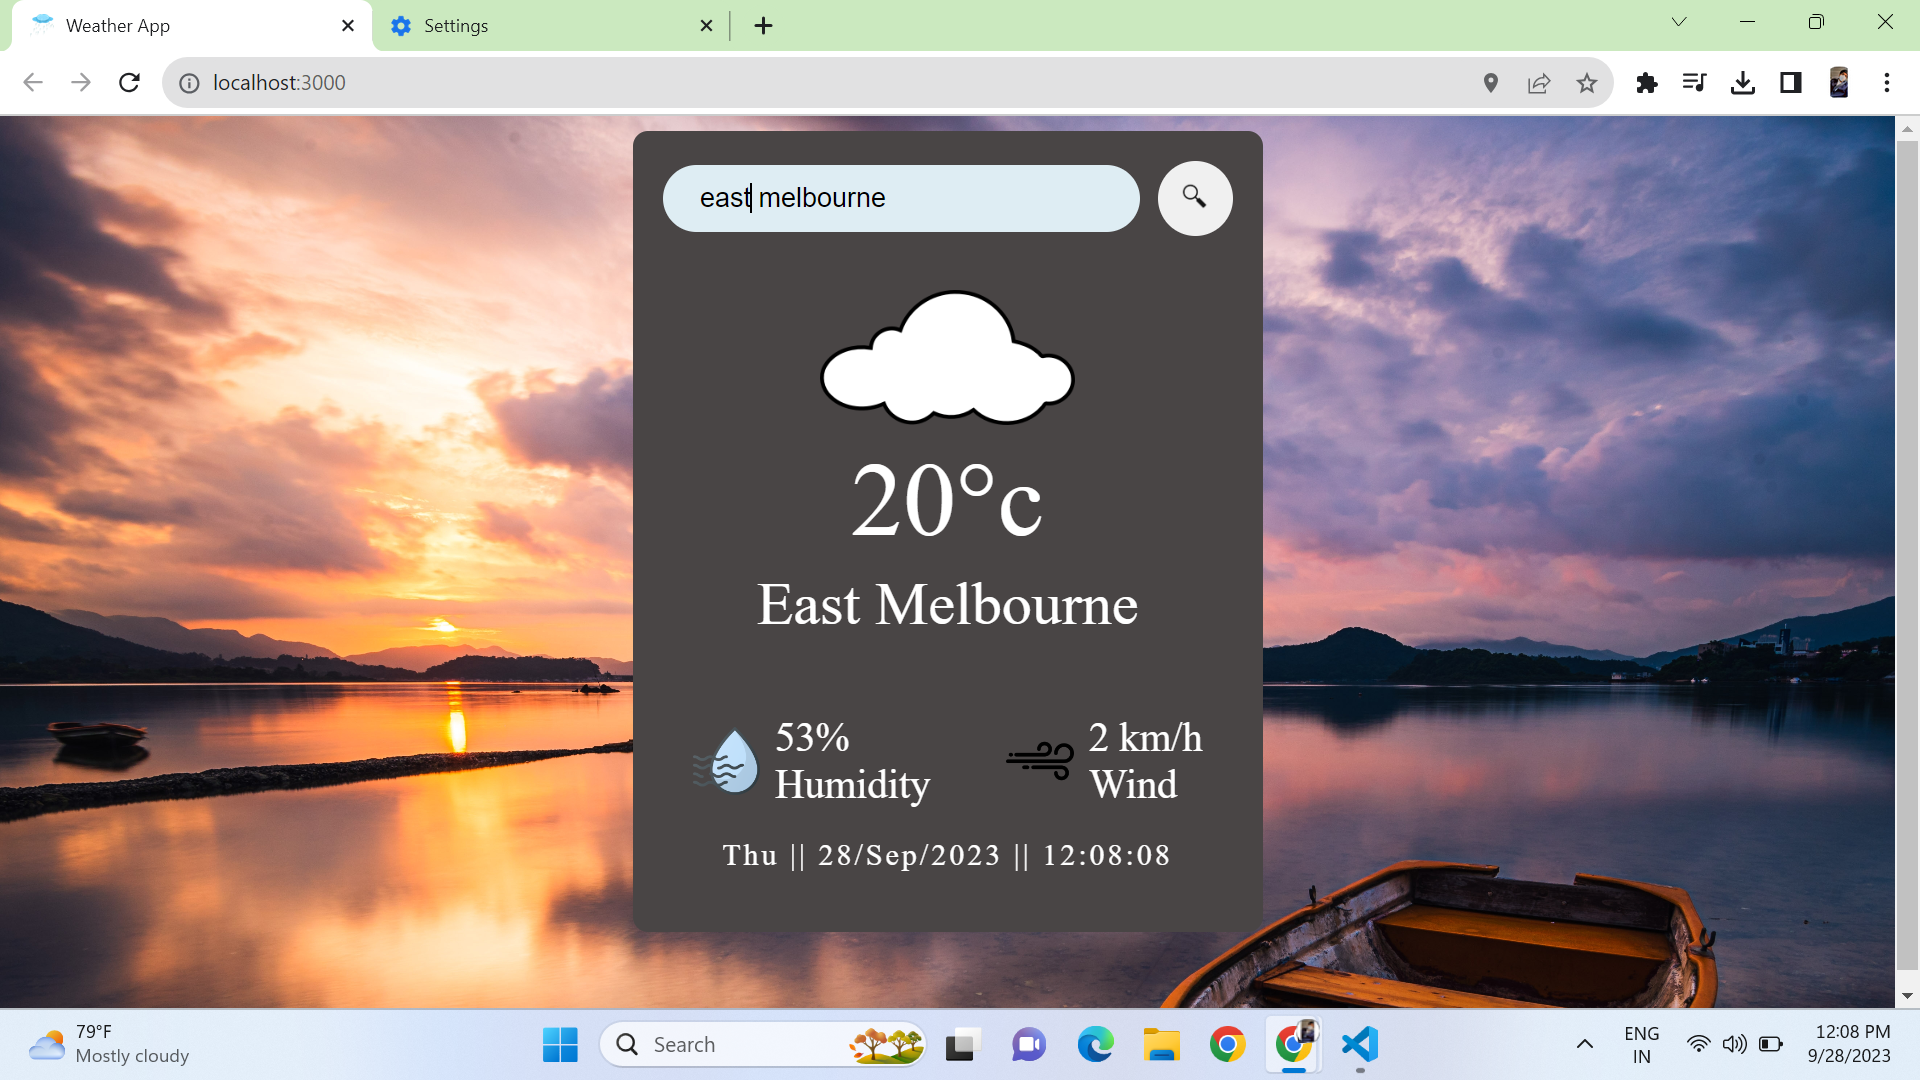 Weather App
Settings
localhost:3000
east melbourne
20°c
East Melbourne
53%
Humidity
2 km/h
Wind
Thu || 28/Sep/2023 || 12:08:08
79°F
Mostly cloudy
Search
ENG
IN
12:08 PM
9/28/2023